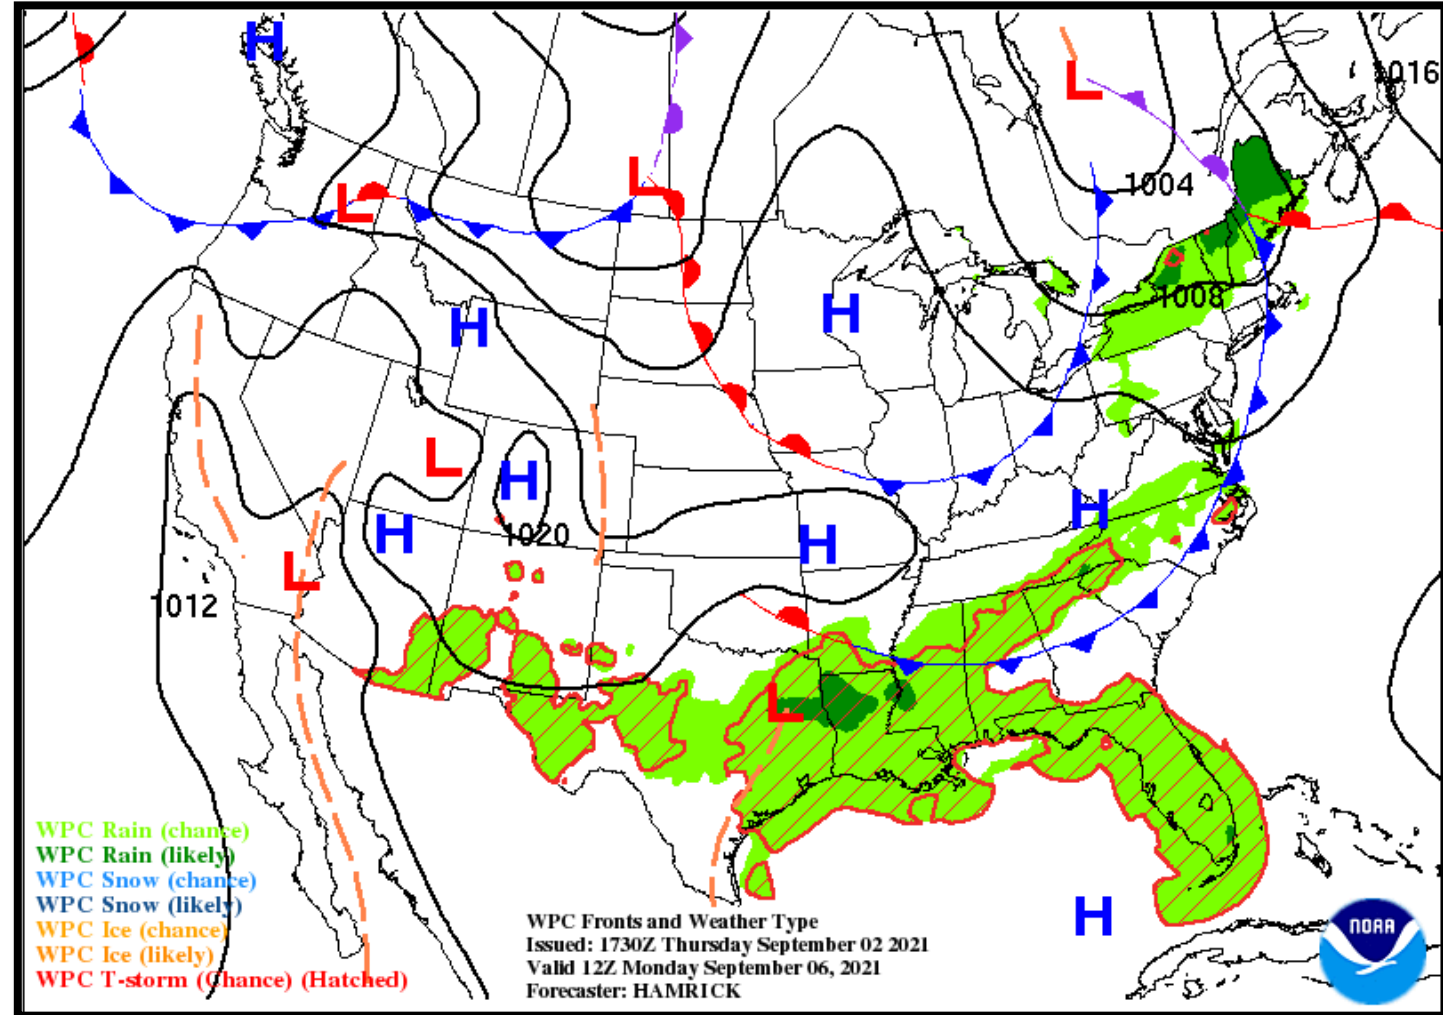 H
1016
L
L
L
1004
1008
H
H
L
H
H
1020
H
H
L
1012
L
H
WPC Rain (chance)
WPC Rain (likely)
WPC Snow (chance)
WPC Snow (likely)
WPC Ice (chance)
WPC Ice (likely)
WPC T-storm (Chance) (Hatched)
WPC Fronts and Weather Type
Issued: 1730Z Thursday September 02 2021
Valid 12Z Monday September 06, 2021
Forecaster: HAMRICK
NOAA